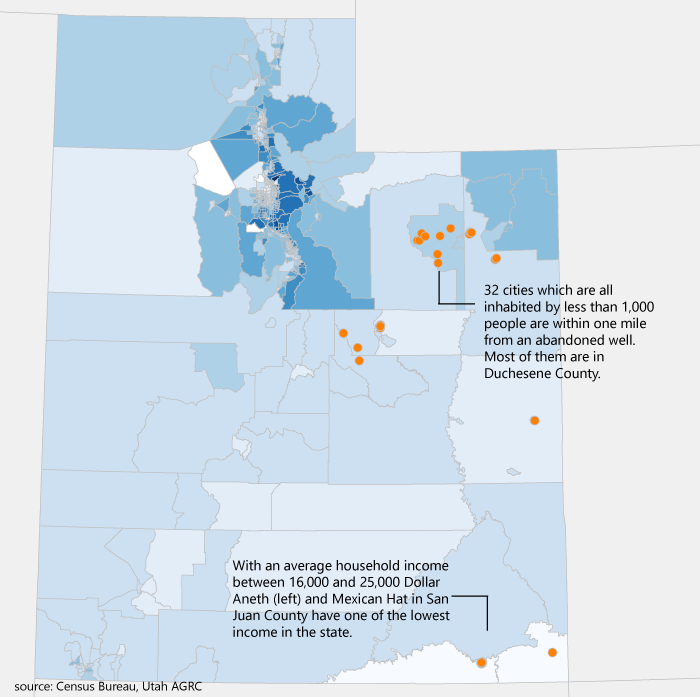 32 cities which are all
inhabited by less than 1,000
people are within one mile
from an abandoned well.
Most of them are in
Duchesene County.
With an average household income
between 16,000 and 25,000 Dollar
Aneth (left) and Mexican Hat in San
Juan County have one of the lowest
income in the state.
source: Census Bureau, Utah AGRC